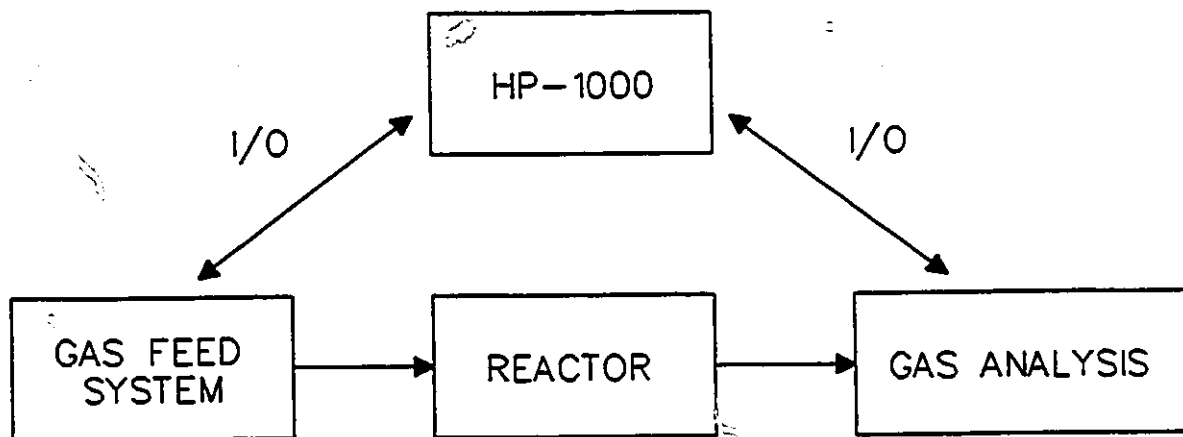 HP-1000
I/O
I/O
GAS FEED
SYSTEM
REACTOR
GAS ANALYSIS